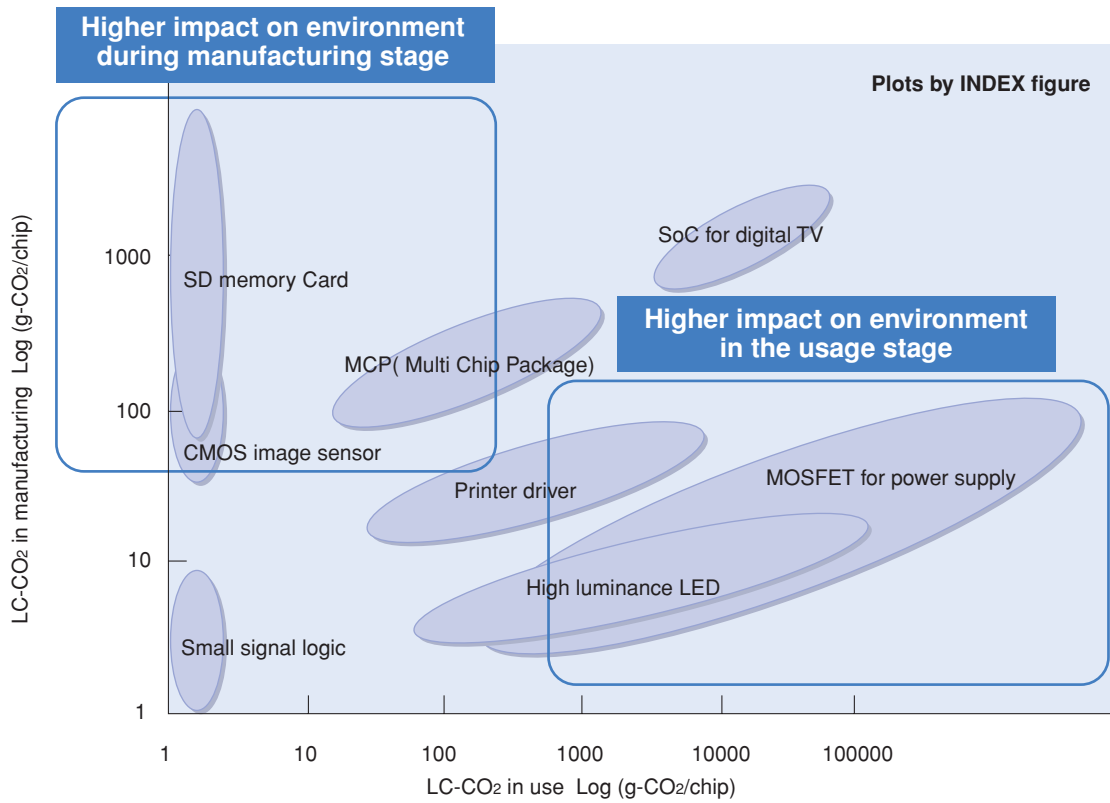 Higher impact on environment
during manufacturing stage
Plots by INDEX figure
LC-CO₂ in manufacturing Log (g-CO₂/chip)
1000
100
10
1
SD memory Card
SoC for digital TV
Higher impact on environment
in the usage stage
MCP( Multi Chip Package)
CMOS image sensor
Printer driver
MOSFET for power supply
High luminance LED
Small signal logic
1 10 100 1000 10000 100000
LC-CO₂ in use Log (g-CO₂/chip)